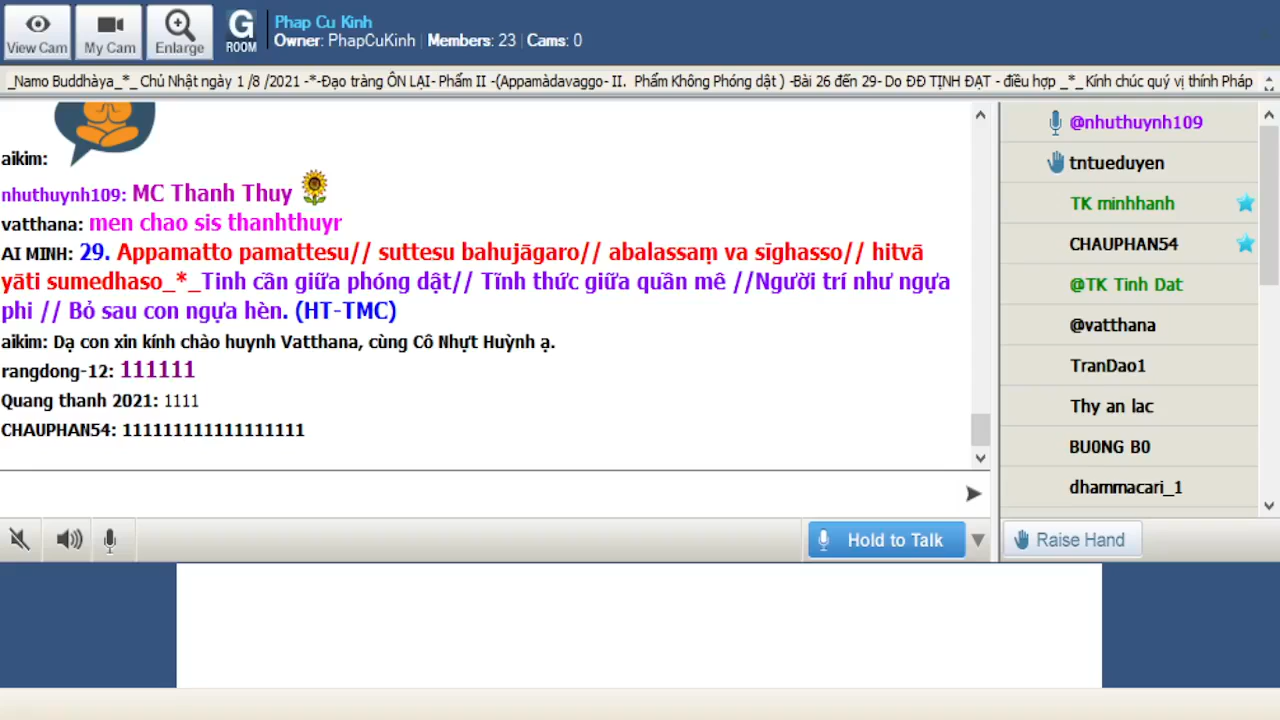 View Cam
My Cam
Enlarge
G
ROOM
Phap Cu Kinh
Owner: PhapCuKinh | Members: 23 | Cams: 0
_Namo Buddhàya_*_ Chủ Nhật ngày 1 /8 /2021 -*-Đạo tràng ÔN LẠI- Phẩm II -(Appamàdavaggo- II. Phẩm Không Phóng dật ) -Bài 26 đến 29- Do ĐĐ TỊNH ĐẠT - điều hợp _*_Kính chúc quý vị thính Pháp
aikim:
nhuthuynh109: MC Thanh Thuy
vatthana: men chao sis thanhthuyr
AI MINH: 29. Appamatto pamattesu// suttesu bahujāgaro// abalassaṃ va sīghasso// hitvā
yāti sumedhaso_*_Tinh cần giữa phóng dật// Tĩnh thức giữa quần mê //Người trí như ngựa
phi // Bỏ sau con ngựa hèn. (HT-TMC)
aikim: Dạ con xin kính chào huynh Vatthana, cùng Cô Nhựt Huỳnh ạ.
rangdong-12: 111111
Quang thanh 2021: 1111
CHAUPHAN54: 111111111111111111
@nhuthuynh109
tntueduyen
TK minhhanh
CHAUPHAN54
@TK Tinh Dat
@vatthana
TranDao1
Thy an lac
BU0NG B0
dhammacari_1
Hold to Talk
Raise Hand